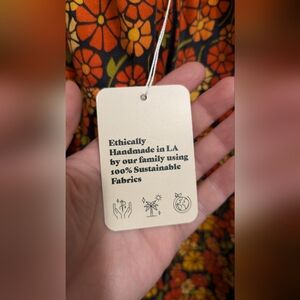 Ethically
Handmade in LA
by our family using
100% Sustainable
Fabrics